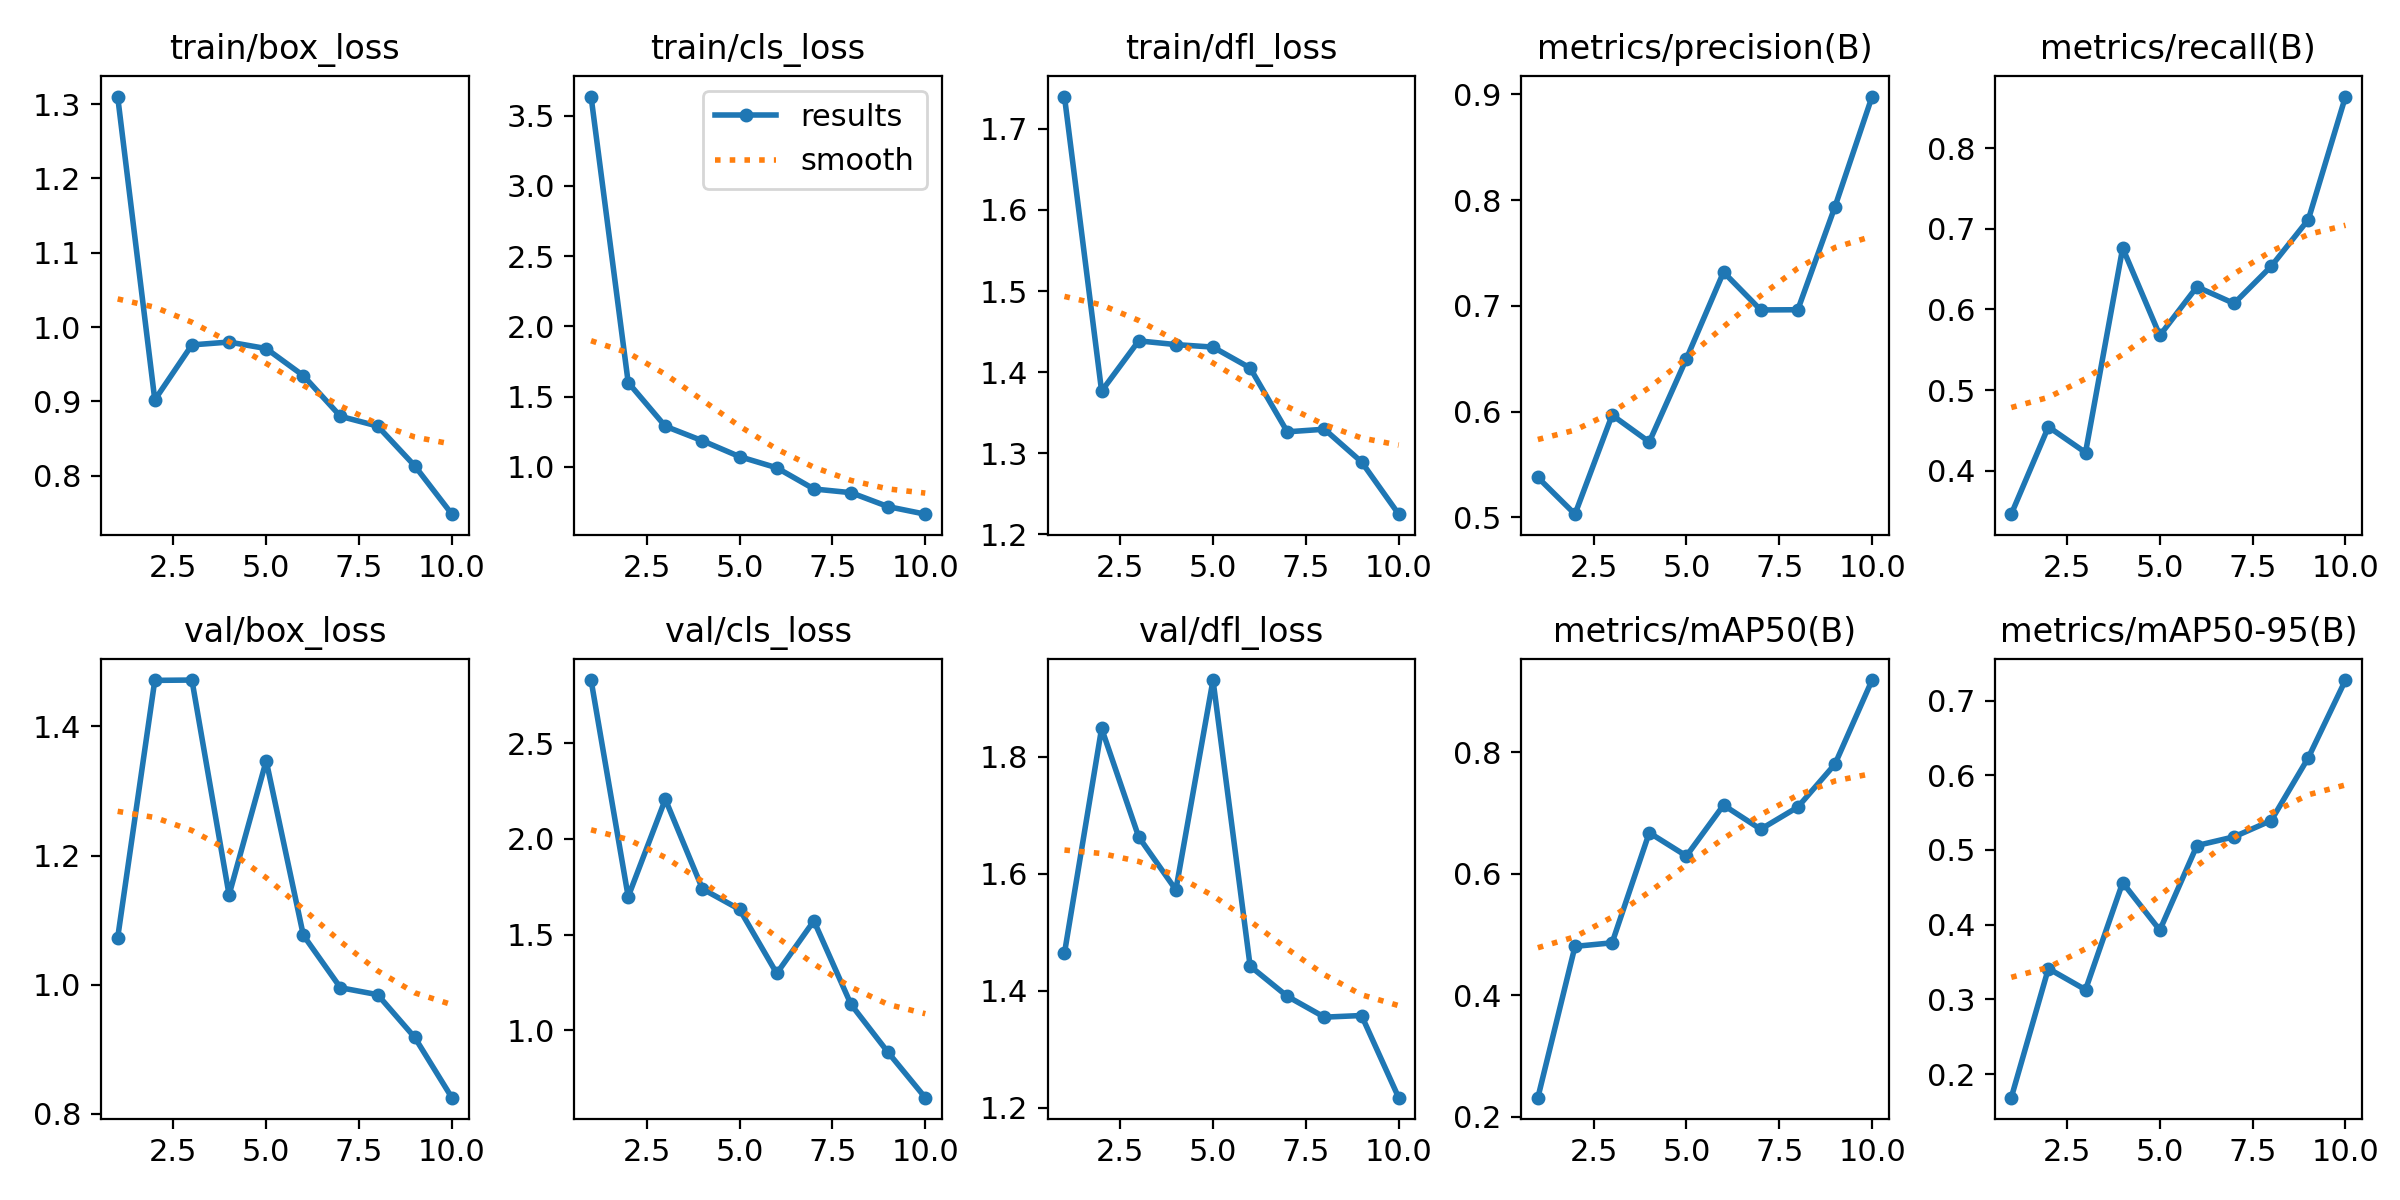 train/box_loss
1.3
1.2
1.1
1.0
0.9
0.8
2.5 5.0 7.5 10.0
train/cls_loss
results
smooth
3.5
3.0
2.5
2.0
1.5
1.0
2.5 5.0 7.5 10.0
train/dfl_loss
1.7
1.6
1.5
1.4
1.3
1.2
2.5 5.0 7.5 10.0
metrics/precision(B)
0.9
0.8
0.7
0.6
0.5
2.5 5.0 7.5 10.0
metrics/recall(B)
0.8
0.7
0.6
0.5
0.4
2.5 5.0 7.5 10.0
val/box_loss
1.4
1.2
1.0
0.8
2.5 5.0 7.5 10.0
val/cls_loss
2.5
2.0
1.5
1.0
2.5 5.0 7.5 10.0
val/dfl_loss
1.8
1.6
1.4
1.2
2.5 5.0 7.5 10.0
metrics/mAP50(B)
0.8
0.6
0.4
0.2
2.5 5.0 7.5 10.0
metrics/mAP50-95(B)
0.7
0.6
0.5
0.4
0.3
0.2
2.5 5.0 7.5 10.0